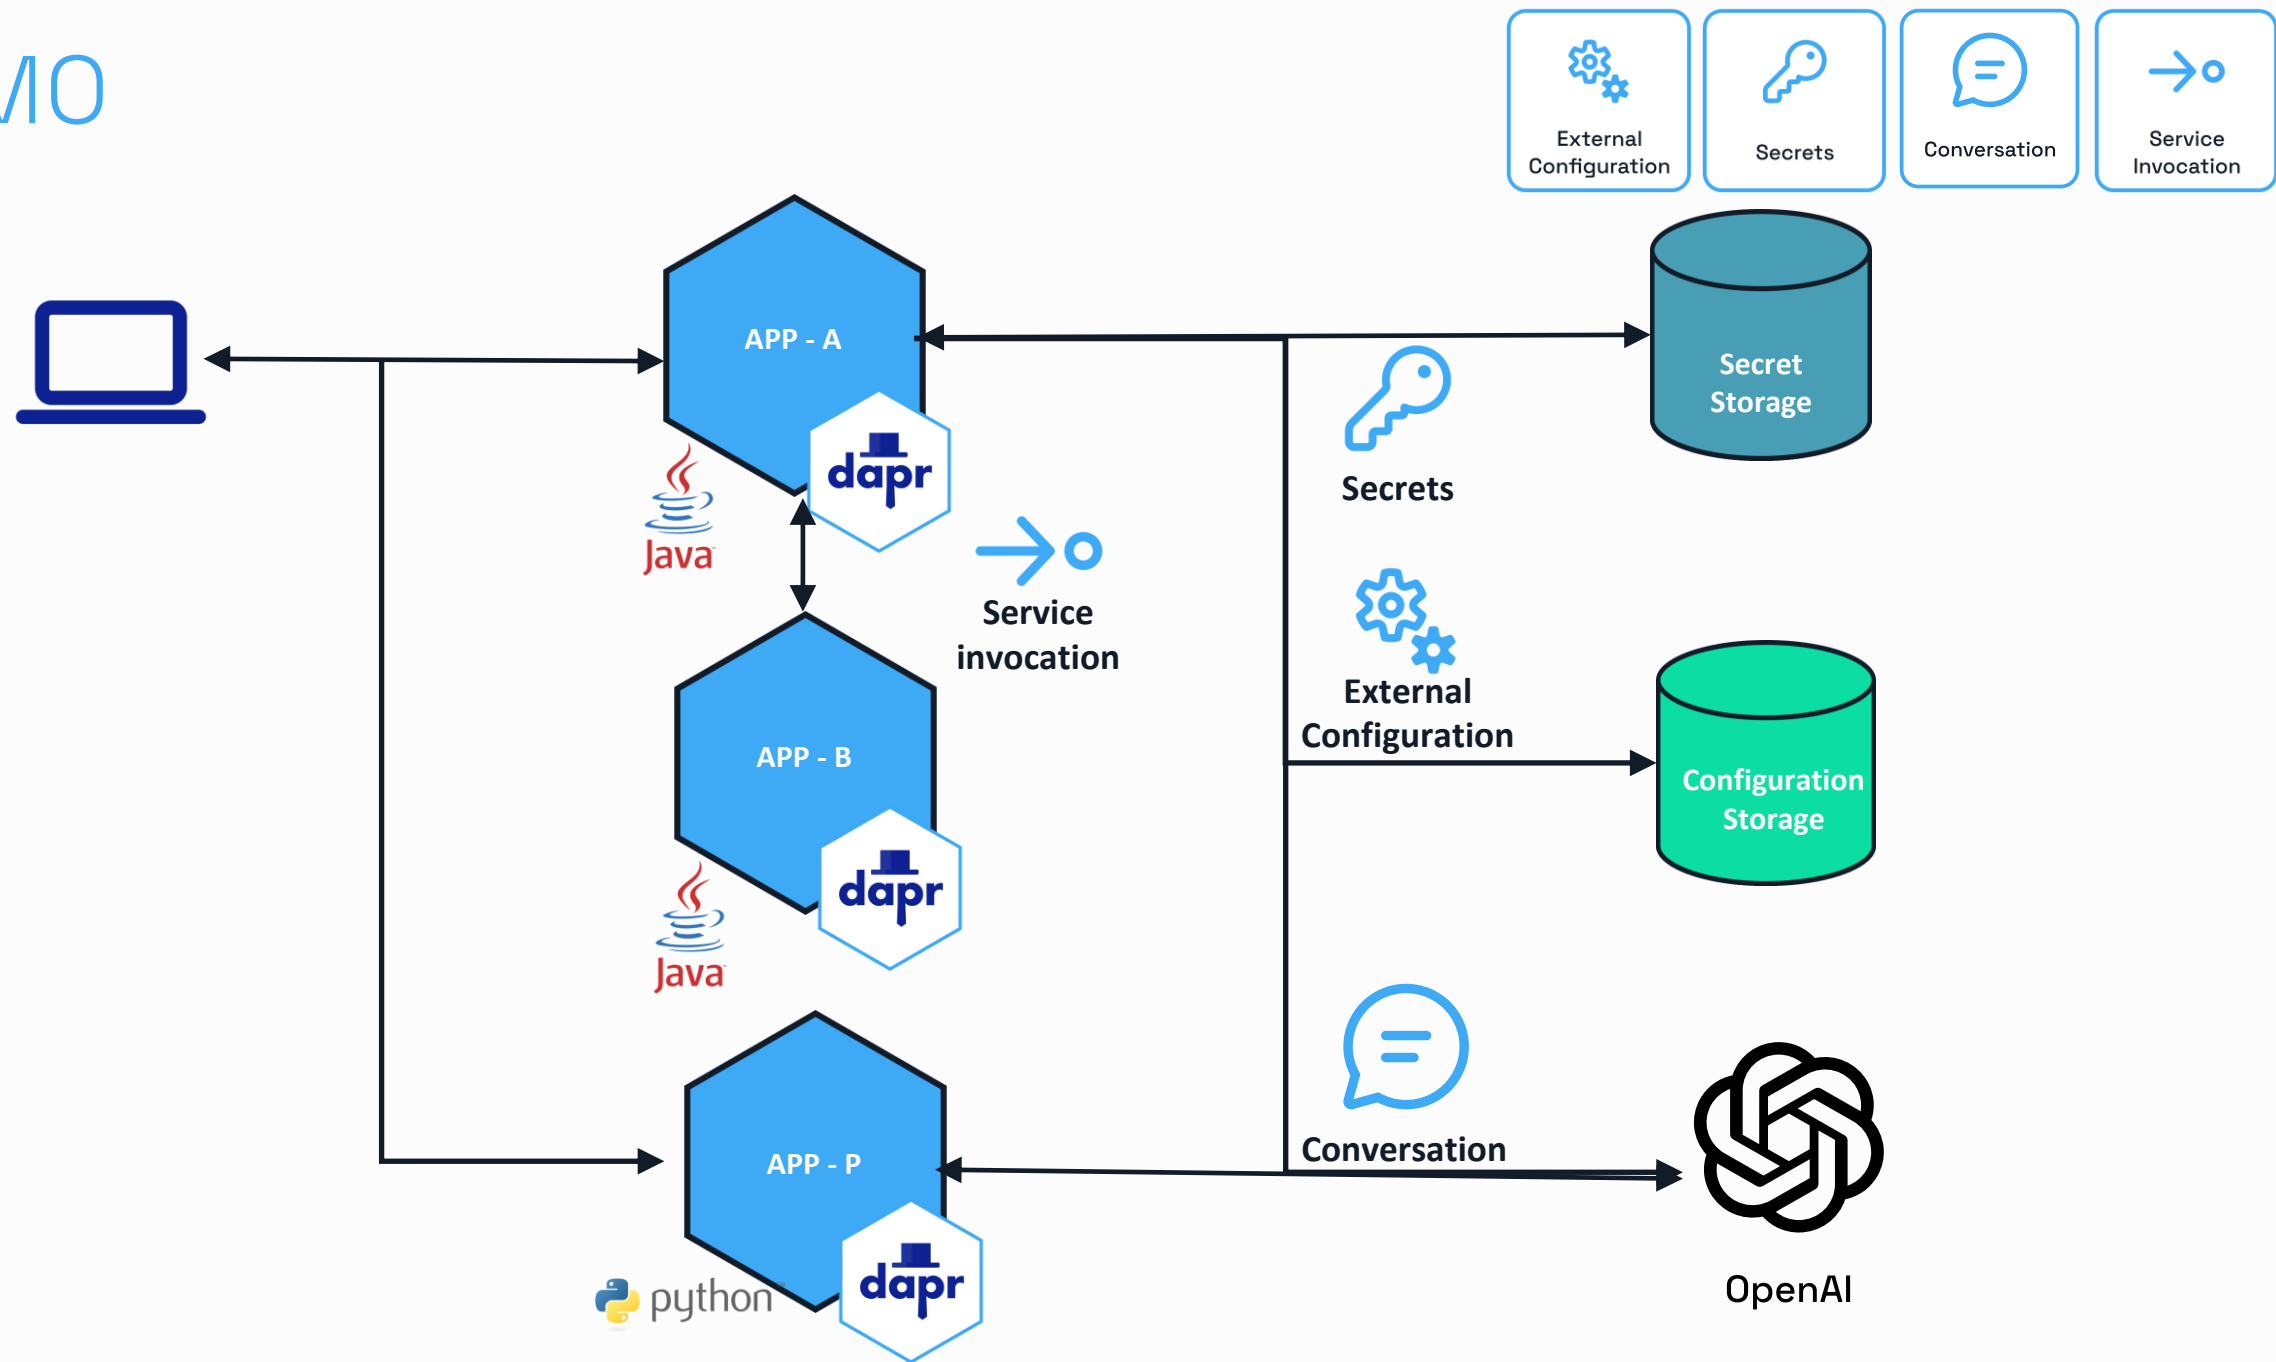 MO
External
Configuration
Secrets
Conversation
Service
Invocation
APP - A
dapr
Java
Secret
Storage
Secrets
Service
invocation
External
Configuration
APP - B
dapr
Java
Configuration
Storage
Conversation
APP - P
dapr
python
OpenAI